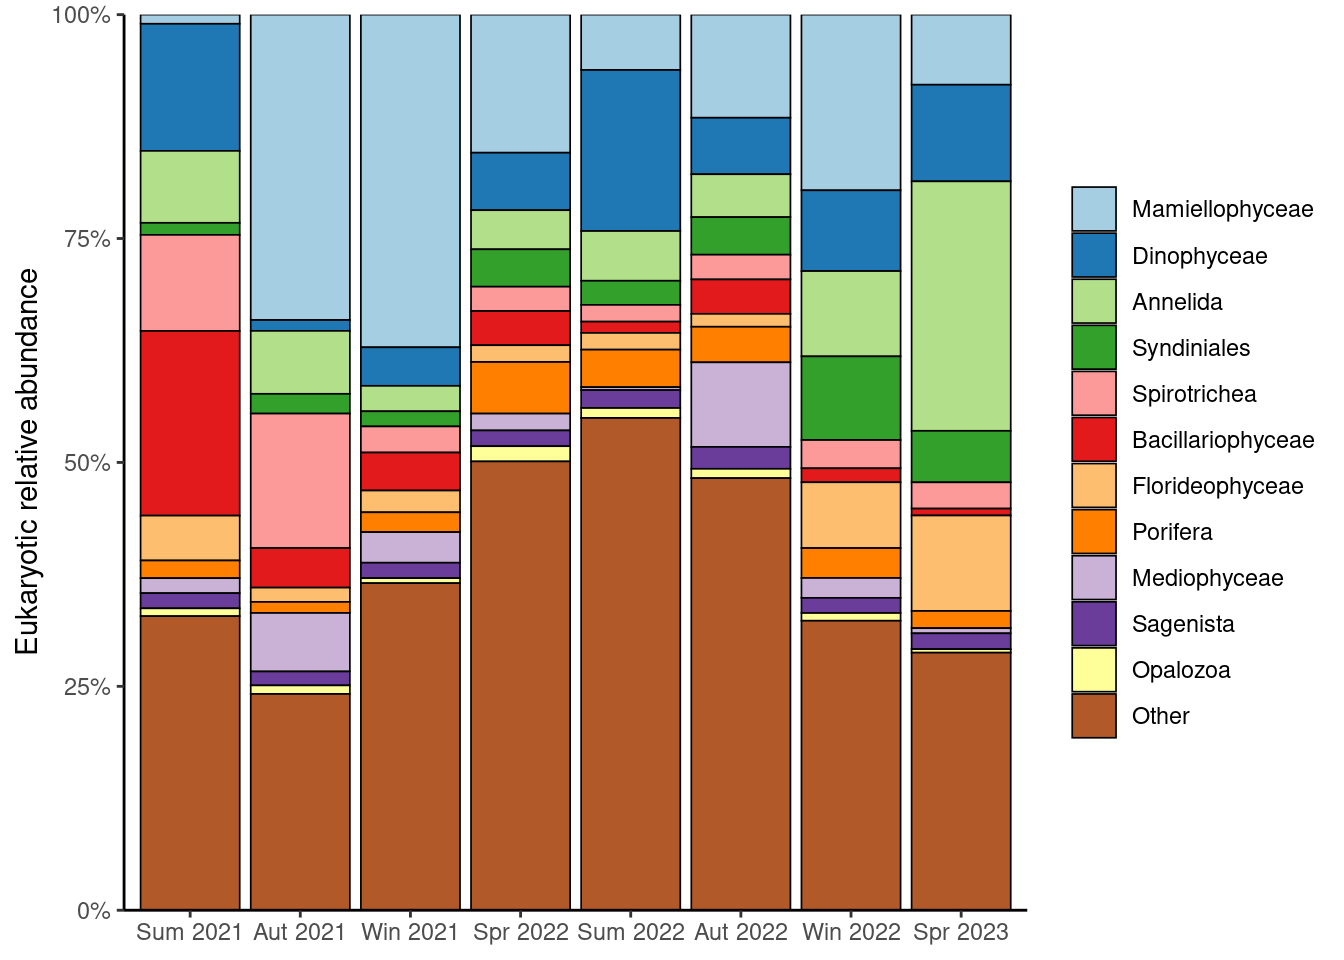 Eukaryotic relative abundance
100%
75%
50%
25%
0%
Sum 2021 Aut 2021 Win 2021 Spr 2022 Sum 2022 Aut 2022 Win 2022 Spr 2023
Mamiellophyceae
Dinophyceae
Annelida
Syndiniales
Spirotrichea
Bacillariophyceae
Florideophyceae
Porifera
Mediophyceae
Sagenista
Opalozoa
Other